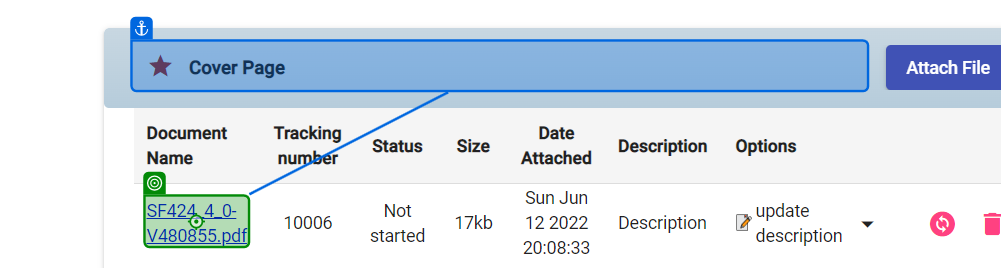 Cover Page
Attach File
Document Name
Tracking number
Status
Size
Date Attached
Description
Options
SF424_4_0-
V480855.pdf
10006
Not started
17kb
Sun Jun 12 2022 20:08:33
Description
update description